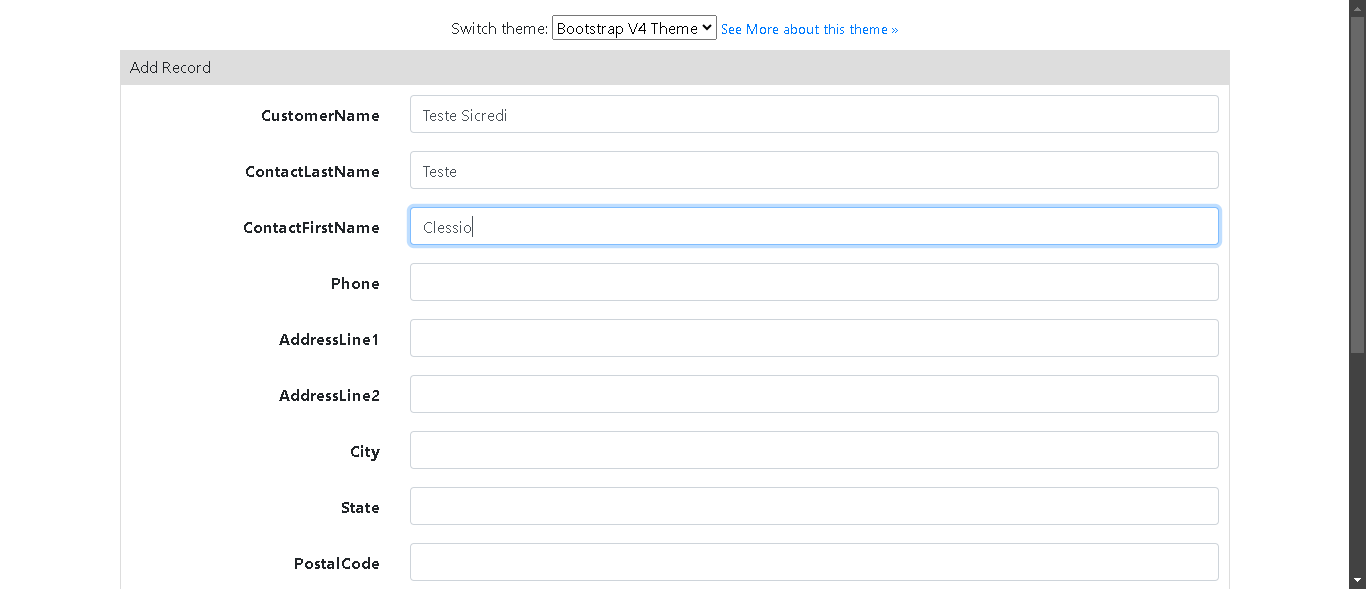 Switch theme: Bootstrap V4 Theme See More about this theme »
Add Record
CustomerName Teste Sicredi
ContactLastName Teste
ContactFirstName Clessio
Phone
AddressLine1
AddressLine2
City
State
PostalCode